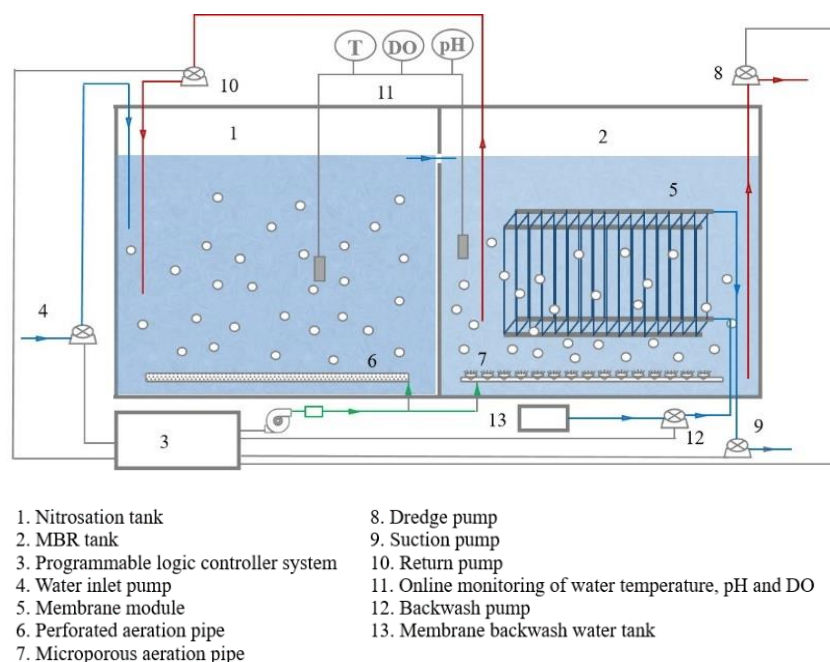 T DO pH
10
11
8
1
2
5
4
6
7
3
13
12
9
1. Nitrosation tank
2. MBR tank
3. Programmable logic controller system
4. Water inlet pump
5. Membrane module
6. Perforated aeration pipe
7. Microporous aeration pipe
8. Dredge pump
9. Suction pump
10. Return pump
11. Online monitoring of water temperature, pH and DO
12. Backwash pump
13. Membrane backwash water tank